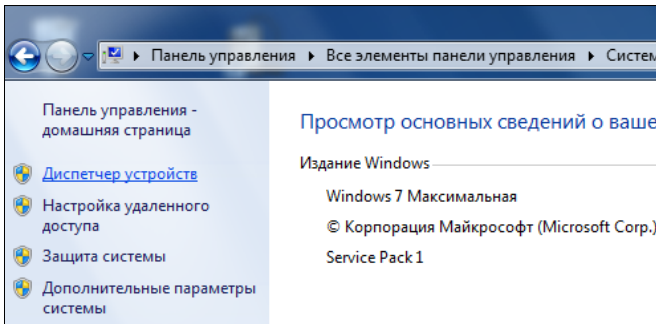 Панель управления ▸ Все элементы панели управления ▸
Панель управления -
домашняя страница
Диспетчер устройств
Настройка удаленного
доступа
Защита системы
Дополнительные параметры
системы
Просмотр основных сведений о ваше
Издание Windows
Windows 7 Максимальная
© Корпорация Майкрософт (Microsoft Corp.)
Service Pack 1